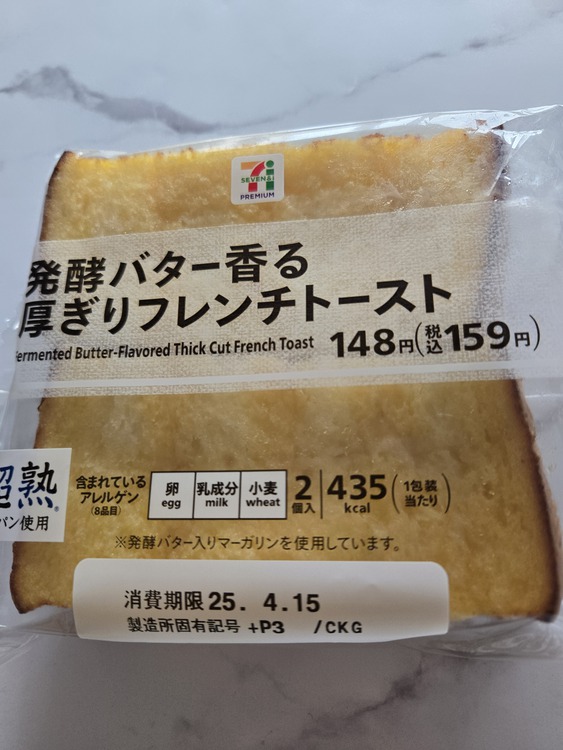 SEVEN&i
PREMIUM
発酵バター香る
厚ぎりフレンチトースト
Fermented Butter-Flavored Thick Cut French Toast
148円(税込159円)
超熟®
パン使用
含まれている
アレルゲン
(8品目)
卵 egg
乳成分 milk
小麦 wheat
2個入
435 kcal
(1包装当たり)
※発酵バター入りマーガリンを使用しています。
消費期限25. 4.15
製造所固有記号 +P3 /CKG